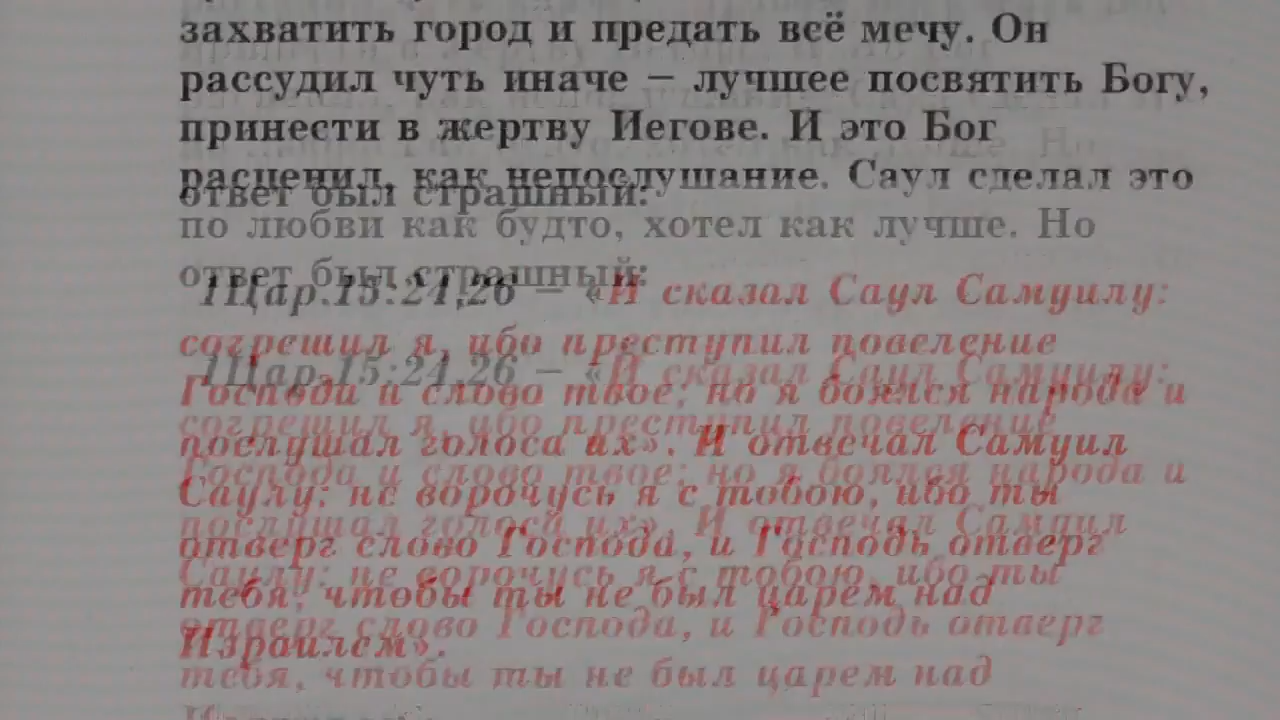 захватить город и предать всё мечу. Он
рассудил чуть иначе – лучшее посвятить Богу,
принести в жертву Иегове. И это Бог
расценил, как непослушание. Саул сделал это
по любви как будто, хотел как лучше. Но
ответ был страшный:
1Цар.15:24,26 – «И сказал Саул Самуилу:
согрешил я, ибо преступил повеление
Господа и слово твое; но я боялся народа и
послушал голоса их». И отвечал Самуил
Саулу: не ворочусь я с тобою, ибо ты
отверг слово Господа, и Господь отверг
тебя, чтобы ты не был царем над
Израилем».